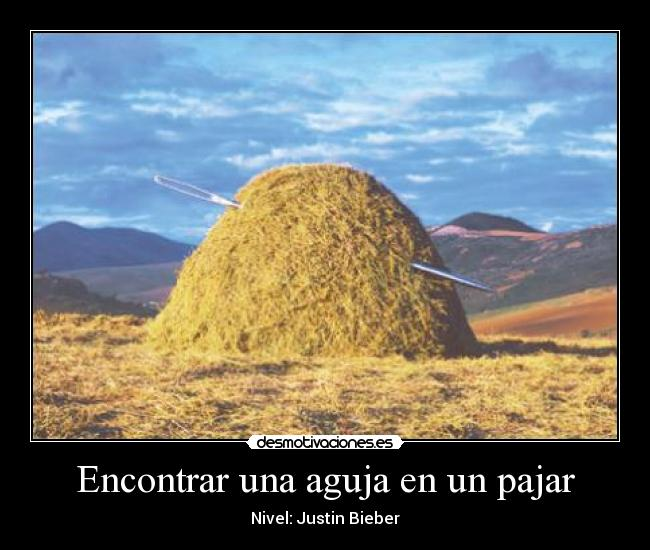 desmotivaciones.es
Encontrar una aguja en un pajar
Nivel: Justin Bieber